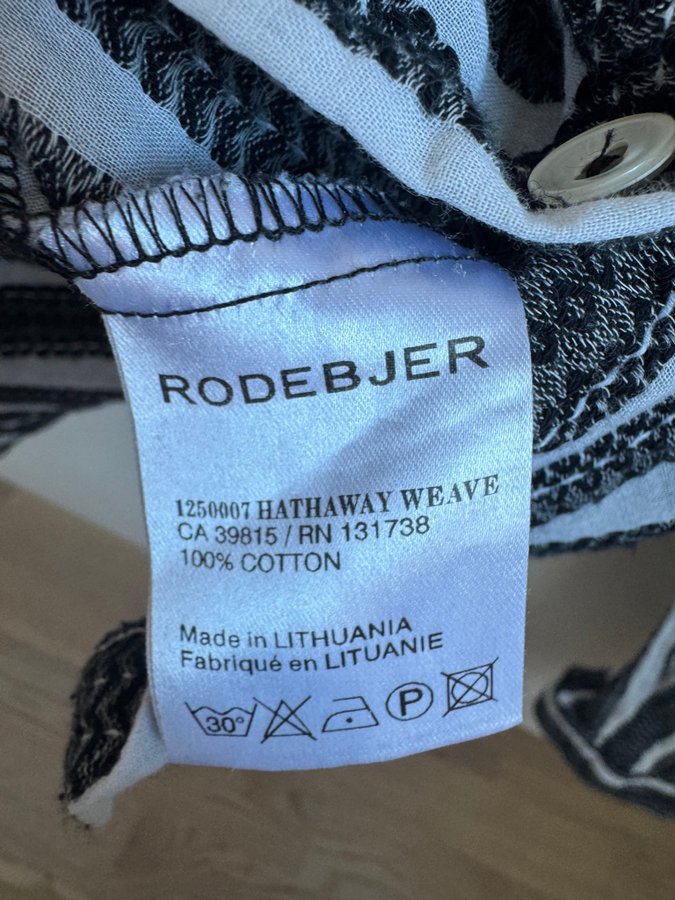 RODEBJER
1250007 HATHAWAY WEAVE
CA 39815 / RN 131738
100% COTTON
Made in LITHUANIA
Fabriqué en LITUANIE
30° P